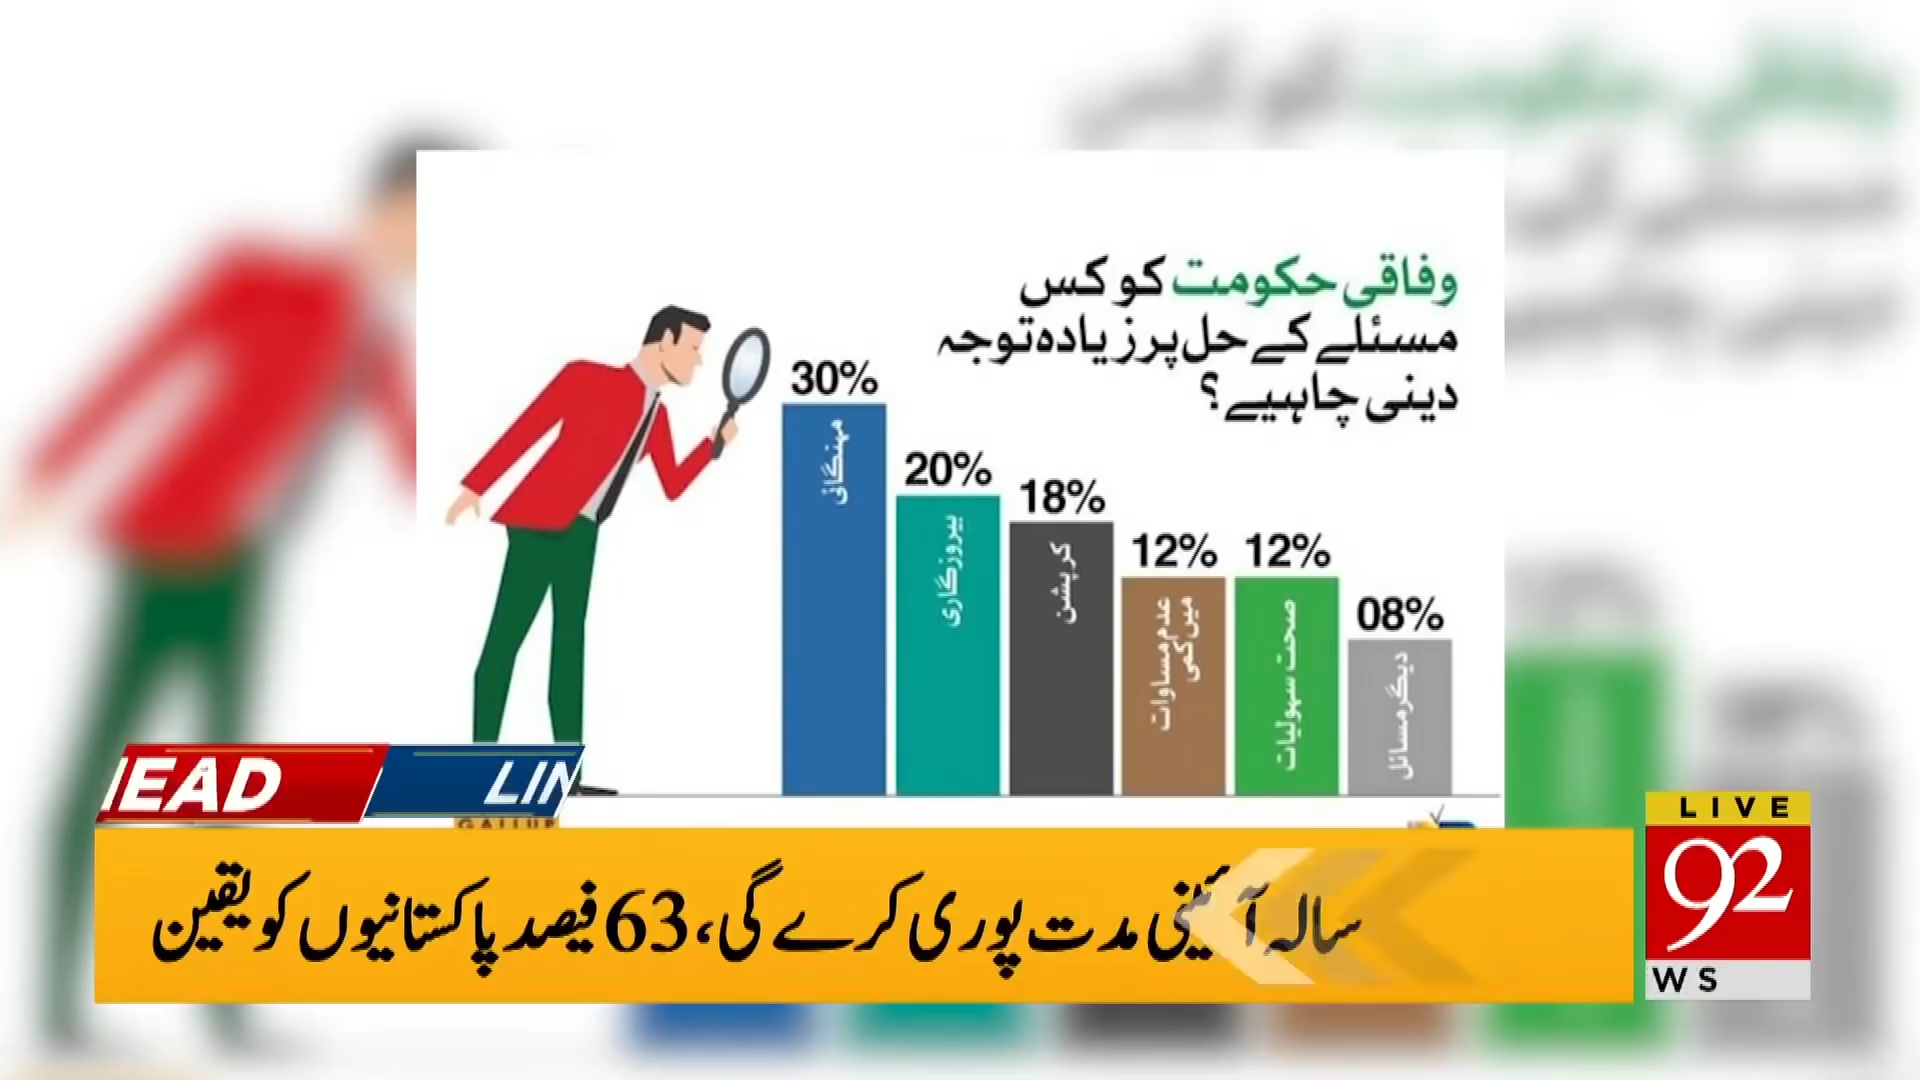 وفاقی حکومت کو کس
مسئلے کے حل پر زیادہ توجہ
دینی چاہیے؟
30%
مہنگائی
20%
بیروزگاری
18%
کرپشن
12%
عدم مساوات
میں کمی
12%
صحت سہولیات
08%
دیگر مسائل
HEAD LIN
GALLUP
سالہ آئینی مدت پوری کرے گی، 63 فیصد پاکستانیوں کو یقین
LIVE
92
WS